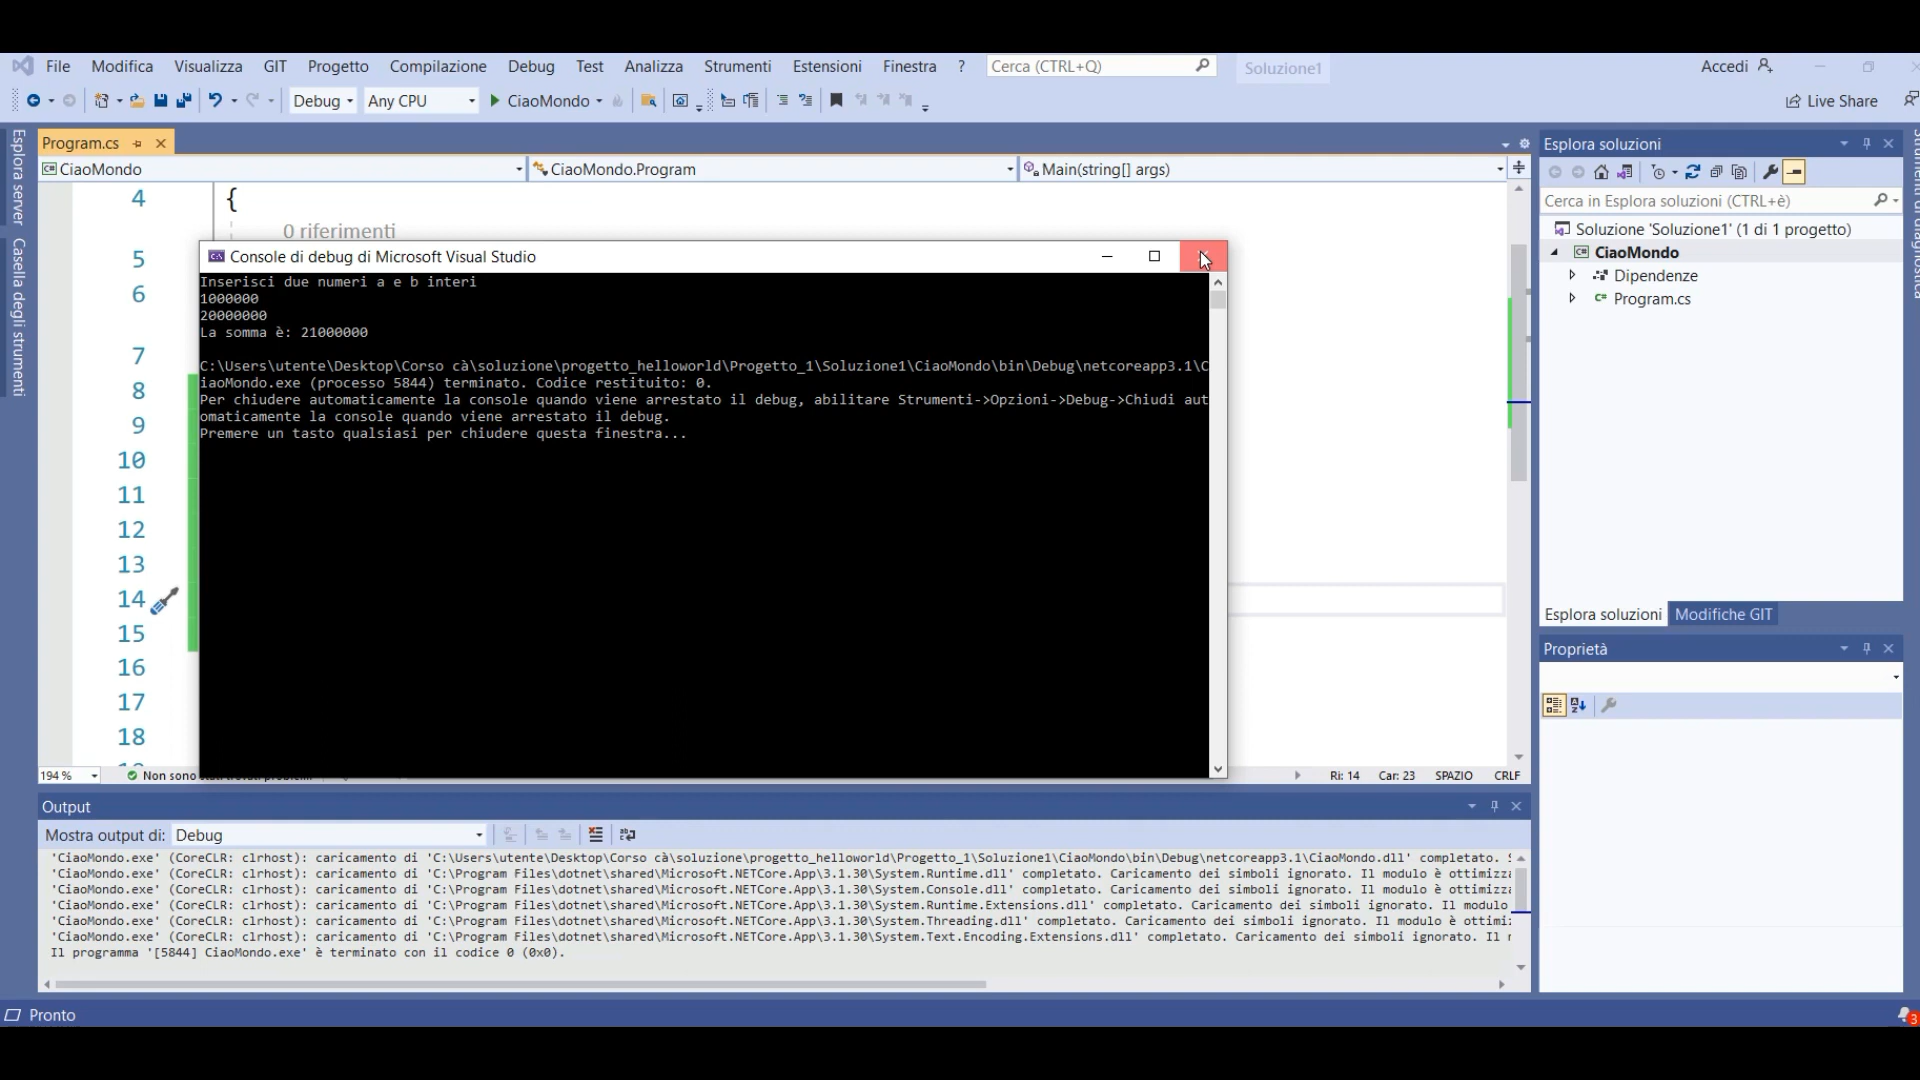 File Modifica Visualizza GIT Progetto Compilazione Debug Test Analizza Strumenti Estensioni Finestra ? Cerca (CTRL+Q) Soluzione1 Accedi
Debug Any CPU CiaoMondo Live Share
Esplora server
Casella degli strumenti
Program.cs
CiaoMondo CiaoMondo.Program Main(string[] args)
4 {
0 riferimenti
5
6
7
8
9
10
11
12
13
14
15
16
17
18
Console di debug di Microsoft Visual Studio
Inserisci due numeri a e b interi
1000000
20000000
La somma è: 21000000
C:\Users\utente\Desktop\Corso cà\soluzione\progetto_helloworld\Progetto_1\Soluzione1\CiaoMondo\bin\Debug\netcoreapp3.1\C
iaoMondo.exe (processo 5844) terminato. Codice restituito: 0.
Per chiudere automaticamente la console quando viene arrestato il debug, abilitare Strumenti->Opzioni->Debug->Chiudi aut
omaticamente la console quando viene arrestato il debug.
Premere un tasto qualsiasi per chiudere questa finestra...
194 % Non sono Ri: 14 Car: 23 SPAZIO CRLF
Output
Mostra output di: Debug
'CiaoMondo.exe' (CoreCLR: clrhost): caricamento di 'C:\Users\utente\Desktop\Corso cà\soluzione\progetto_helloworld\Progetto_1\Soluzione1\CiaoMondo\bin\Debug\netcoreapp3.1\CiaoMondo.dll' completato.
'CiaoMondo.exe' (CoreCLR: clrhost): caricamento di 'C:\Program Files\dotnet\shared\Microsoft.NETCore.App\3.1.30\System.Runtime.dll' completato. Caricamento dei simboli ignorato. Il modulo è ottimizz
'CiaoMondo.exe' (CoreCLR: clrhost): caricamento di 'C:\Program Files\dotnet\shared\Microsoft.NETCore.App\3.1.30\System.Console.dll' completato. Caricamento dei simboli ignorato. Il modulo è ottimizz
'CiaoMondo.exe' (CoreCLR: clrhost): caricamento di 'C:\Program Files\dotnet\shared\Microsoft.NETCore.App\3.1.30\System.Runtime.Extensions.dll' completato. Caricamento dei simboli ignorato. Il modulo
'CiaoMondo.exe' (CoreCLR: clrhost): caricamento di 'C:\Program Files\dotnet\shared\Microsoft.NETCore.App\3.1.30\System.Threading.dll' completato. Caricamento dei simboli ignorato. Il modulo è ottimi
'CiaoMondo.exe' (CoreCLR: clrhost): caricamento di 'C:\Program Files\dotnet\shared\Microsoft.NETCore.App\3.1.30\System.Text.Encoding.Extensions.dll' completato. Caricamento dei simboli ignorato. Il
Il programma '[5844] CiaoMondo.exe' è terminato con il codice 0 (0x0).
Esplora soluzioni
Cerca in Esplora soluzioni (CTRL+è)
Soluzione 'Soluzione1' (1 di 1 progetto)
CiaoMondo
Dipendenze
Program.cs
Esplora soluzioni Modifiche GIT
Proprietà
Pronto
3